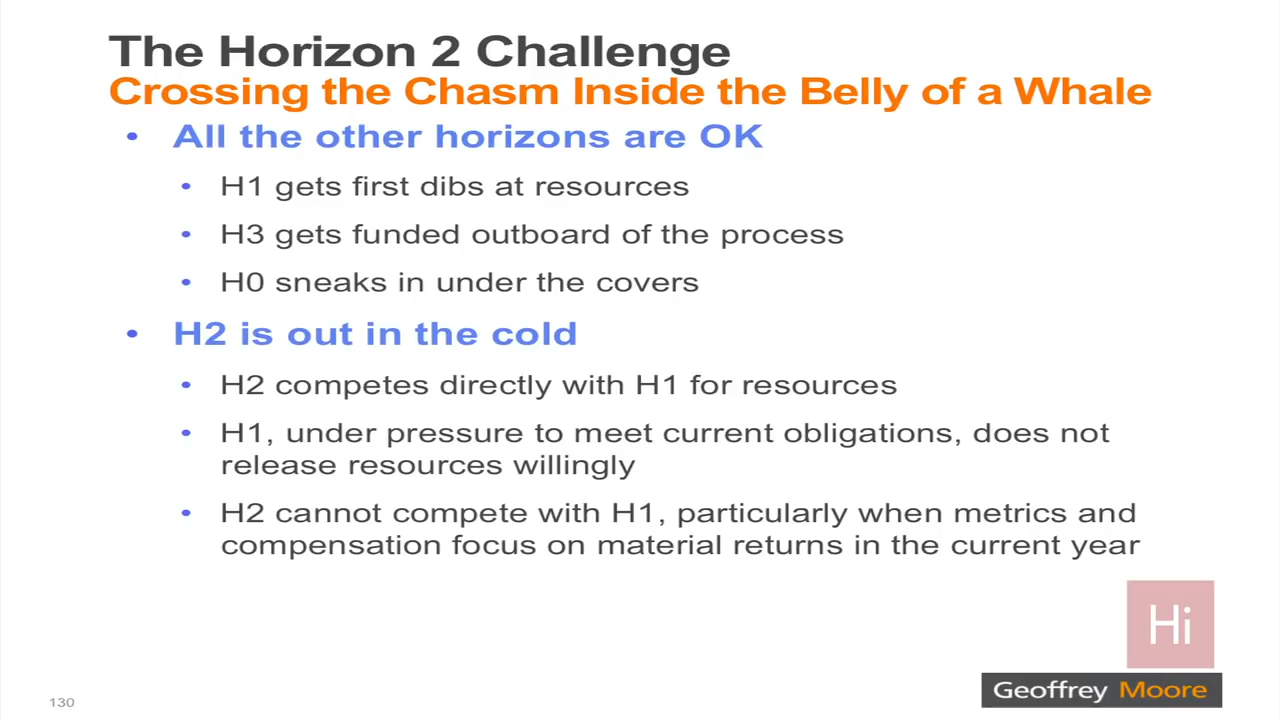 The Horizon 2 Challenge
Crossing the Chasm Inside the Belly of a Whale
• All the other horizons are OK
• H1 gets first dibs at resources
• H3 gets funded outboard of the process
• H0 sneaks in under the covers
• H2 is out in the cold
• H2 competes directly with H1 for resources
• H1, under pressure to meet current obligations, does not
release resources willingly
• H2 cannot compete with H1, particularly when metrics and
compensation focus on material returns in the current year
Hi
Geoffrey Moore
130